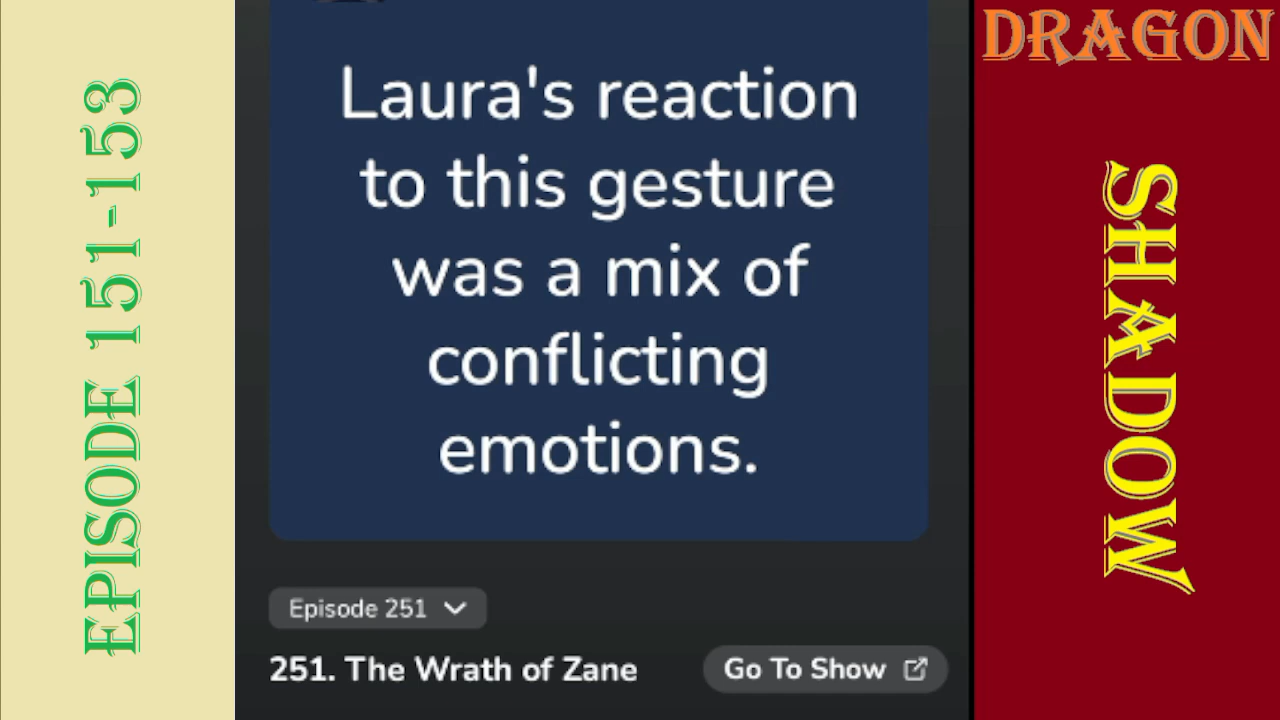 EPISODE 151-153
Laura's reaction
to this gesture
was a mix of
conflicting
emotions.
Episode 251
251. The Wrath of Zane
Go To Show
DRAGON
SHADOW